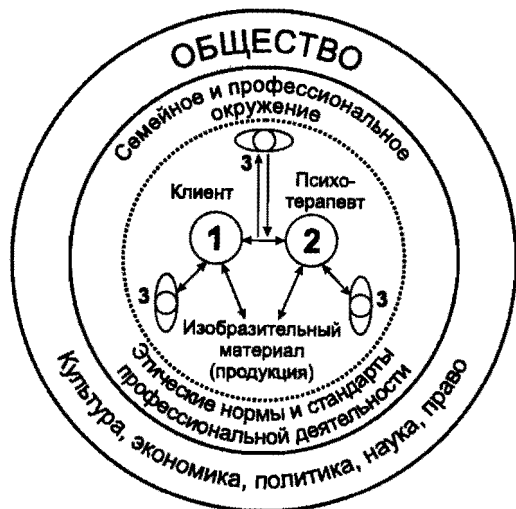 ОБЩЕСТВО
Семейное и профессиональное
окружение
3
Клиент
Психо-
терапевт
1
2
3
3
Изобразительный
материал
(продукция)
Этические нормы и стандарты
профессиональной деятельности
Культура, экономика, политика, наука, право